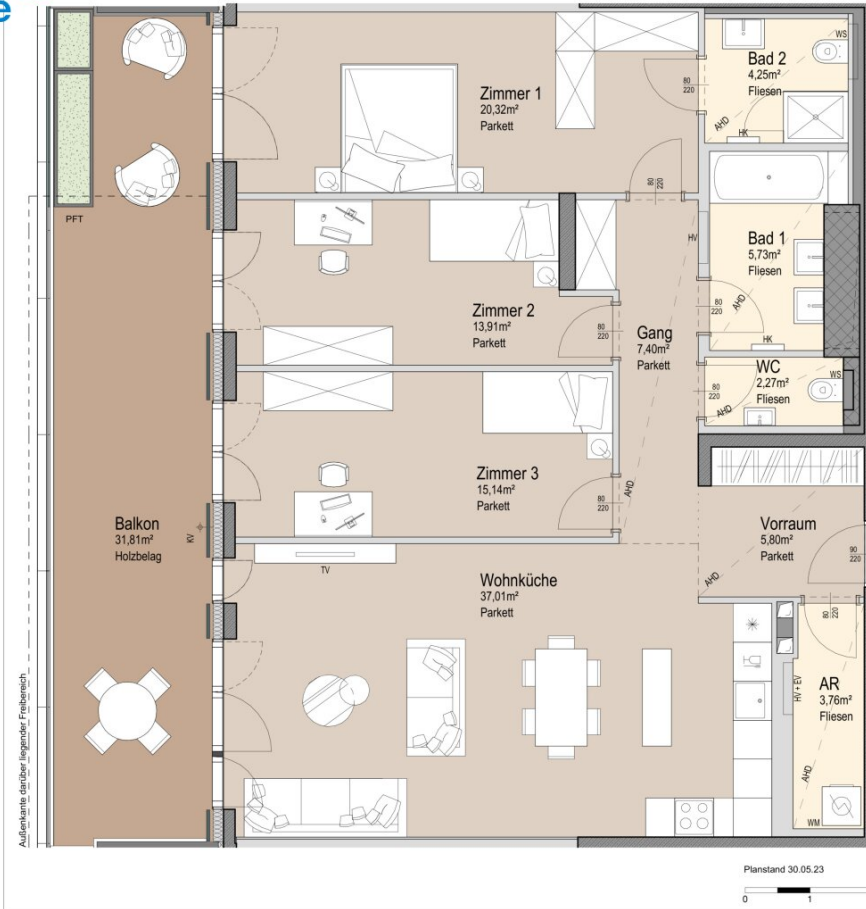 e
Zimmer 1
20,32m²
Parkett
80
220
Bad 2
4,25m²
Fliesen
WS
AHD
HK
PFT
80
220
HV
Bad 1
5,73m²
Fliesen
AHD
80
220
HK
Zimmer 2
13,91m²
Parkett
80
220
Gang
7,40m²
Parkett
WC
2,27m²
Fliesen
WS
80
220
AHD
Zimmer 3
15,14m²
Parkett
80
220
AHD
Balkon
31,81m²
Holzbelag
KV
Vorraum
5,80m²
Parkett
90
220
AHD
80
220
TV
Wohnküche
37,01m²
Parkett
AR
3,76m²
Fliesen
HV + EV
AHD
WM
Außenkante darüber liegender Freibereich
Planstand 30.05.23
0 1